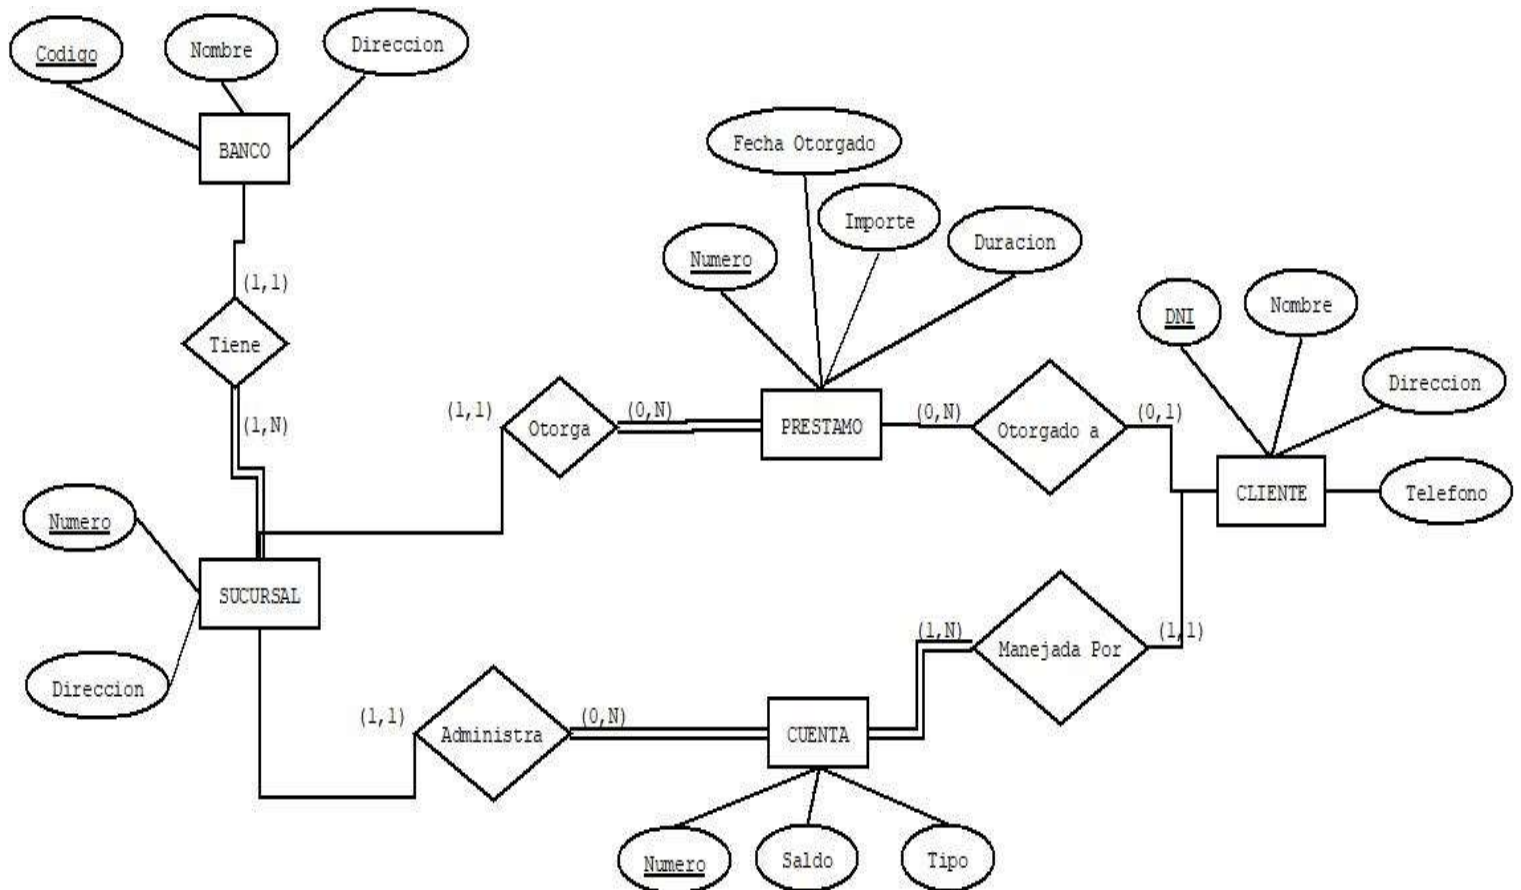 Codigo
Nombre
Direccion
BANCO
(1,1)
Tiene
(1,N)
Fecha Otorgado
Importe
Numero
Duracion
DNI
Nombre
Direccion
(1,1)
Otorga
(0,N)
PRESTAMO
(0,N)
Otorgado a
(0,1)
CLIENTE
Telefono
Numero
SUCURSAL
Direccion
(1,N)
Manejada Por
(1,1)
(1,1)
Administra
(0,N)
CUENTA
Numero
Saldo
Tipo